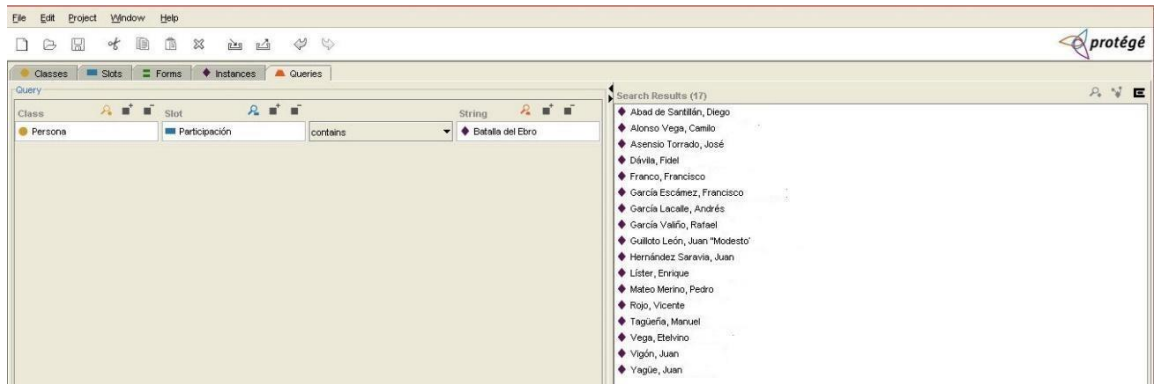 File Edit Project Window Help
protégé
Classes Slots Forms Instances Queries
Query
Class Slot String
Persona Participación contains Batalla del Ebro
Search Results (17)
Abad de Santillán, Diego
Alonso Vega, Camilo
Asensio Torrado, José
Dávila, Fidel
Franco, Francisco
García Escámez, Francisco
García Lacalle, Andrés
García Valiño, Rafael
Guilloto León, Juan "Modesto"
Hernández Saravia, Juan
Líster, Enrique
Mateo Merino, Pedro
Rojo, Vicente
Tagüeña, Manuel
Vega, Etelvino
Vigón, Juan
Yagüe, Juan